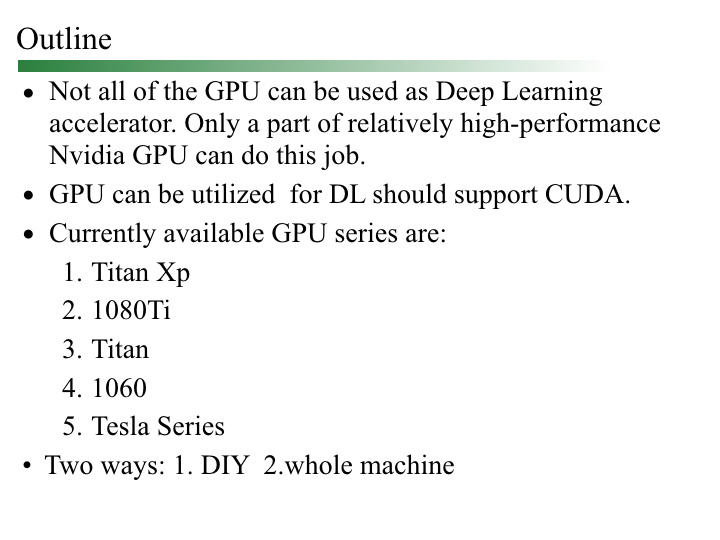 Outline
• Not all of the GPU can be used as Deep Learning
accelerator. Only a part of relatively high-performance
Nvidia GPU can do this job.
• GPU can be utilized  for DL should support CUDA.
• Currently available GPU series are:
1. Titan Xp
2. 1080Ti
3. Titan
4. 1060
5. Tesla Series
• Two ways: 1. DIY  2.whole machine